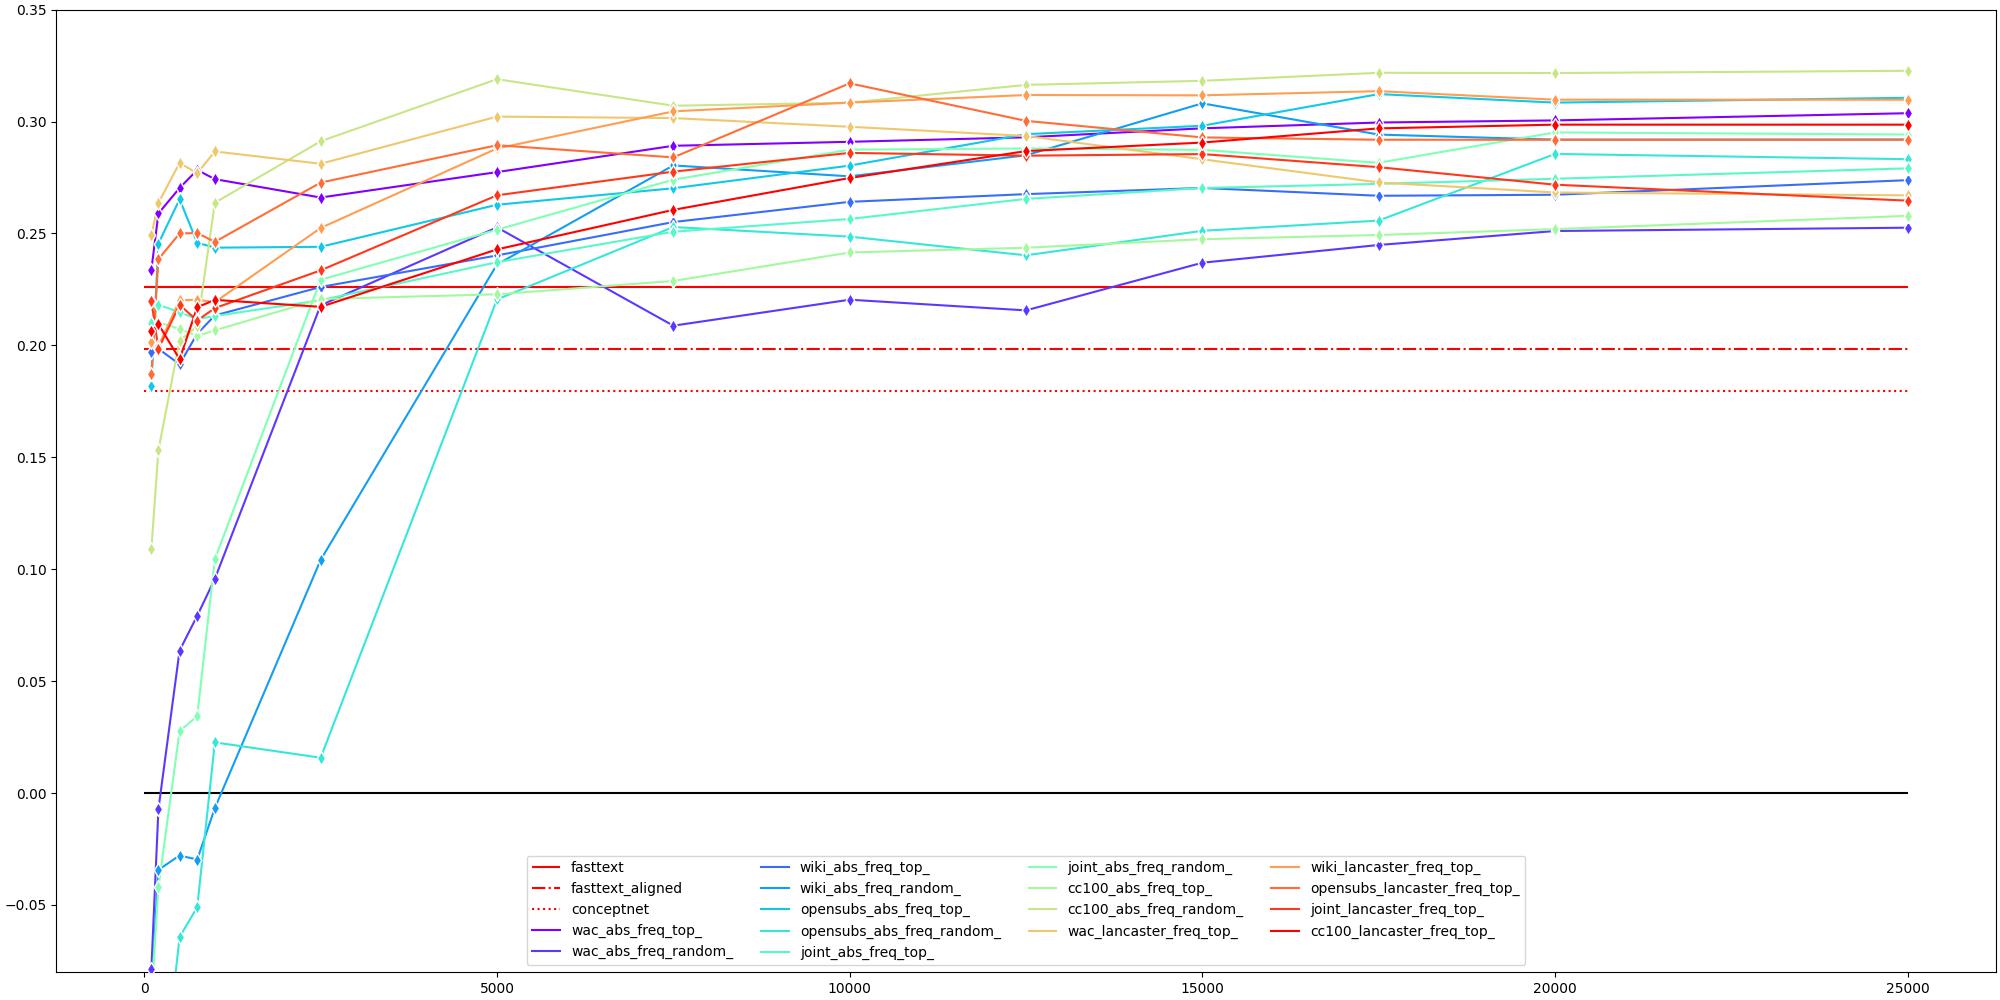 0.35
0.30
0.25
0.20
0.15
0.10
0.05
0.00
−0.05
0 5000 10000 15000 20000 25000
fasttext
fasttext_aligned
conceptnet
wac_abs_freq_top_
wac_abs_freq_random_
wiki_abs_freq_top_
wiki_abs_freq_random_
opensubs_abs_freq_top_
opensubs_abs_freq_random_
joint_abs_freq_top_
joint_abs_freq_random_
cc100_abs_freq_top_
cc100_abs_freq_random_
wac_lancaster_freq_top_
wiki_lancaster_freq_top_
opensubs_lancaster_freq_top_
joint_lancaster_freq_top_
cc100_lancaster_freq_top_